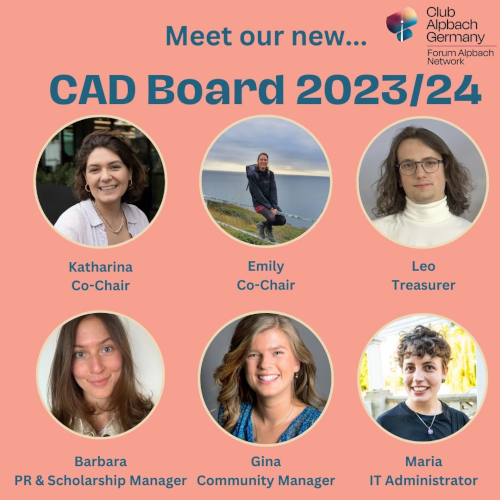 Meet our new...
Club
Alpbach
Germany
Forum Alpbach
Network
CAD Board 2023/24
Katharina
Co-Chair
Emily
Co-Chair
Leo
Treasurer
Barbara
PR & Scholarship Manager
Gina
Community Manager
Maria
IT Administrator